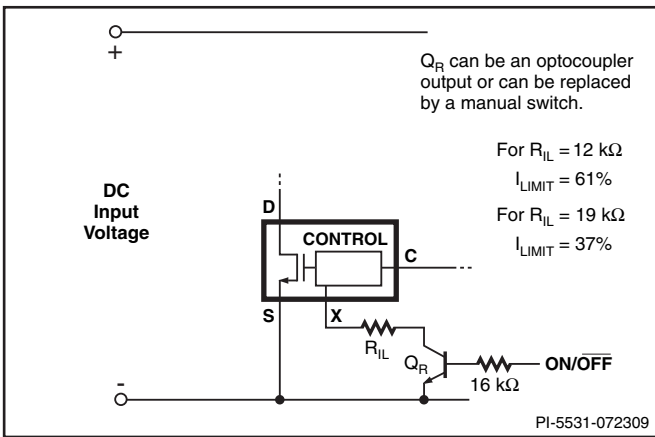 +
Q_R can be an optocoupler
output or can be replaced
by a manual switch.
For R_IL = 12 kΩ
I_LIMIT = 61%
For R_IL = 19 kΩ
I_LIMIT = 37%
DC
Input
Voltage
D
CONTROL
C
S
X
R_IL
Q_R
16 kΩ
ON/O̅F̅F̅
-
PI-5531-072309